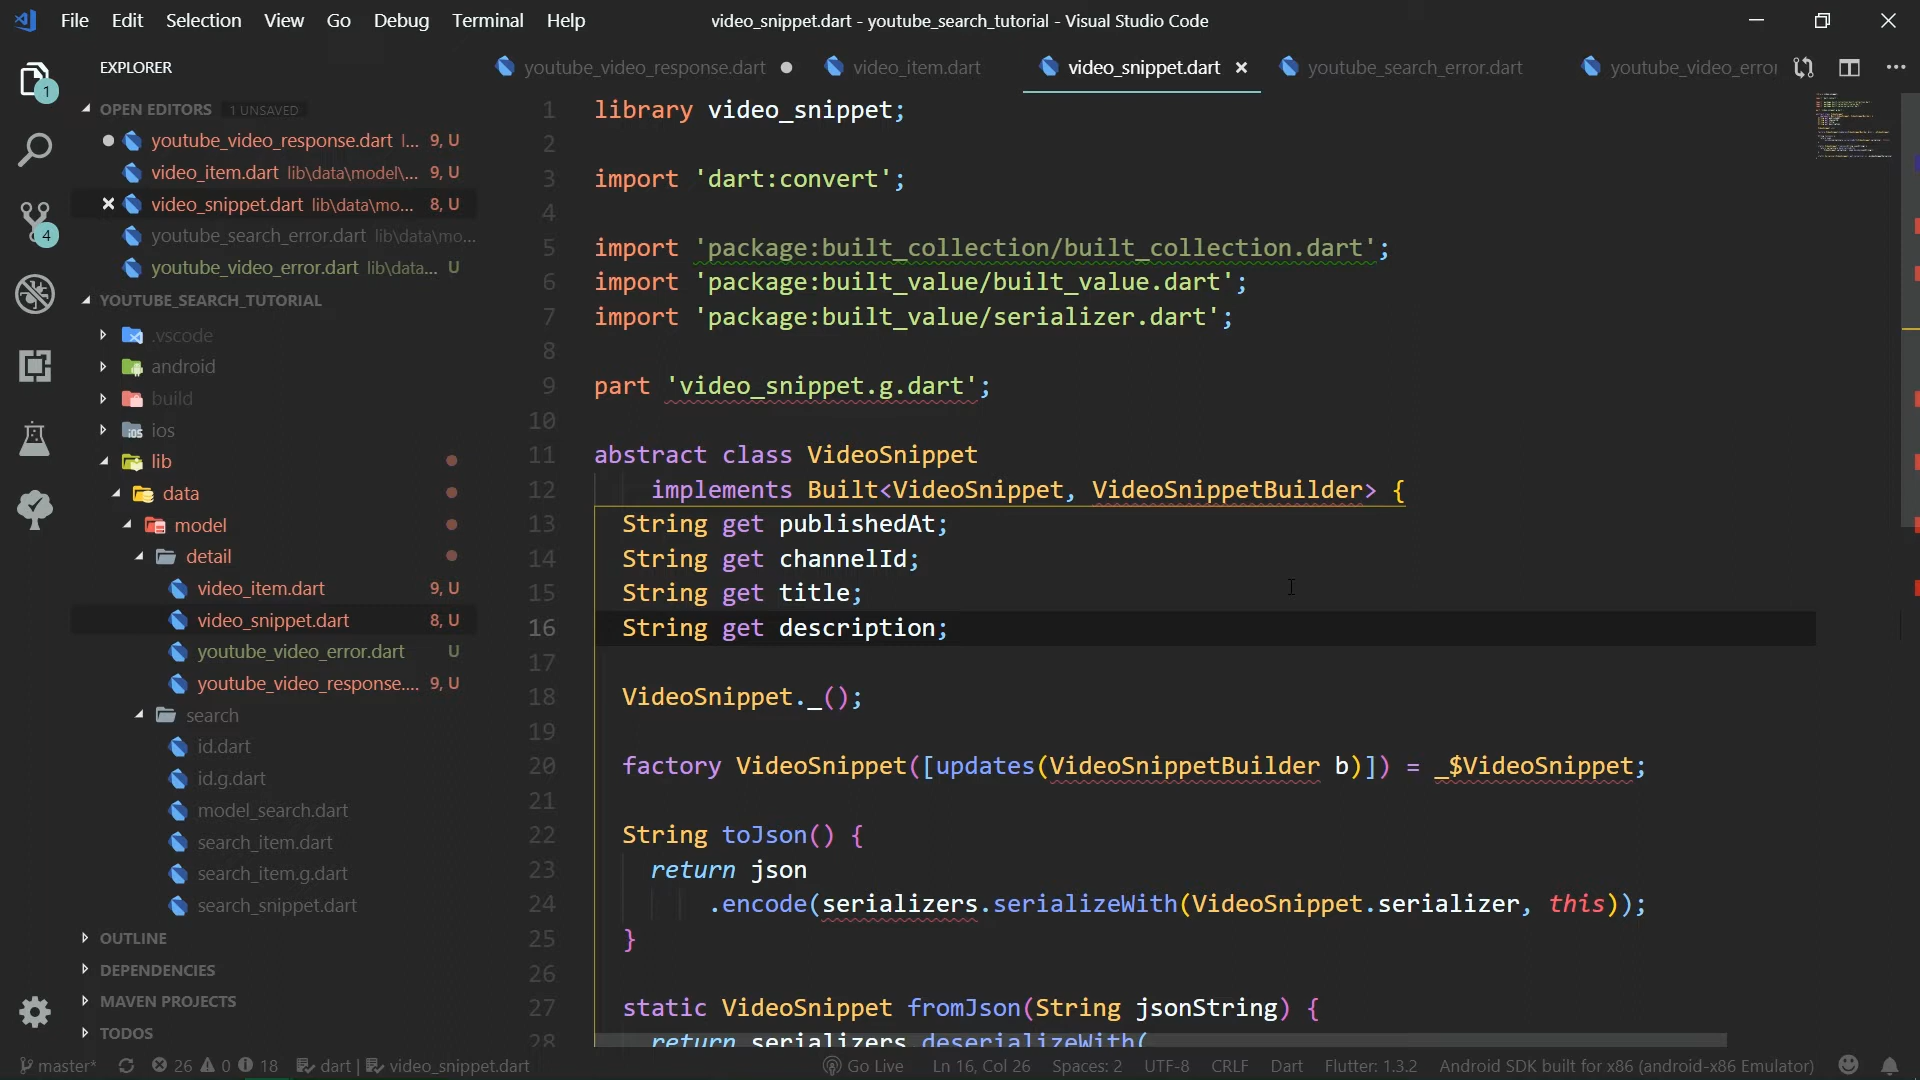 File Edit Selection View Go Debug Terminal Help
video_snippet.dart - youtube_search_tutorial - Visual Studio Code
EXPLORER
1
4
OPEN EDITORS 1 UNSAVED
youtube_video_response.dart l... 9, U
video_item.dart lib\data\model\... 9, U
video_snippet.dart lib\data\mo... 8, U
youtube_search_error.dart lib\data\mo...
youtube_video_error.dart lib\data... U
YOUTUBE_SEARCH_TUTORIAL
.vscode
android
build
ios
lib
data
model
detail
video_item.dart 9, U
video_snippet.dart 8, U
youtube_video_error.dart U
youtube_video_response.... 9, U
search
id.dart
id.g.dart
model_search.dart
search_item.dart
search_item.g.dart
search_snippet.dart
OUTLINE
DEPENDENCIES
MAVEN PROJECTS
TODOS
youtube_video_response.dart video_item.dart video_snippet.dart youtube_search_error.dart youtube_video_error
1 library video_snippet;
2
3 import 'dart:convert';
4
5 import 'package:built_collection/built_collection.dart';
6 import 'package:built_value/built_value.dart';
7 import 'package:built_value/serializer.dart';
8
9 part 'video_snippet.g.dart';
10
11 abstract class VideoSnippet
12 implements Built<VideoSnippet, VideoSnippetBuilder> {
13 String get publishedAt;
14 String get channelId;
15 String get title;
16 String get description;
17
18 VideoSnippet._();
19
20 factory VideoSnippet([updates(VideoSnippetBuilder b)]) = _$VideoSnippet;
21
22 String toJson() {
23 return json
24 .encode(serializers.serializeWith(VideoSnippet.serializer, this));
25 }
26
27 static VideoSnippet fromJson(String jsonString) {
28 return serializers.deserializeWith(
master* 26 0 18 dart | video_snippet.dart Go Live Ln 16, Col 26 Spaces: 2 UTF-8 CRLF Dart Flutter: 1.3.2 Android SDK built for x86 (android-x86 Emulator)